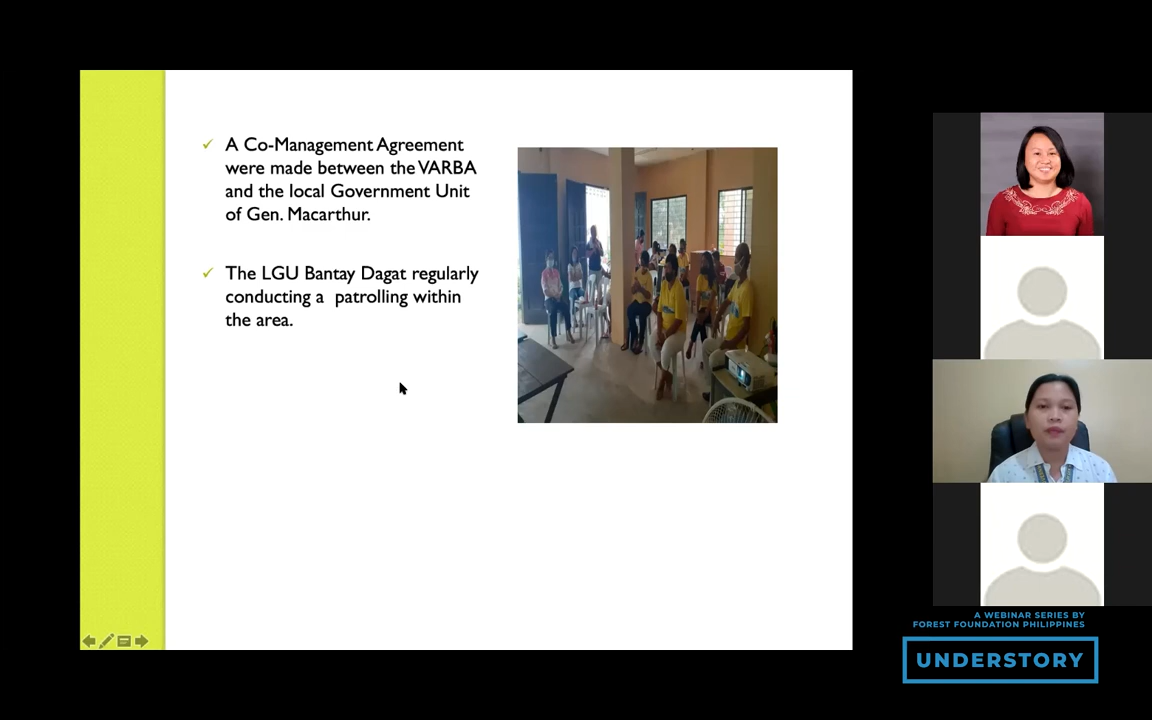 A Co-Management Agreement
were made between the VARBA
and the local Government Unit
of Gen. Macarthur.
The LGU Bantay Dagat regularly
conducting a patrolling within
the area.
A WEBINAR SERIES BY
FOREST FOUNDATION PHILIPPINES
UNDERSTORY